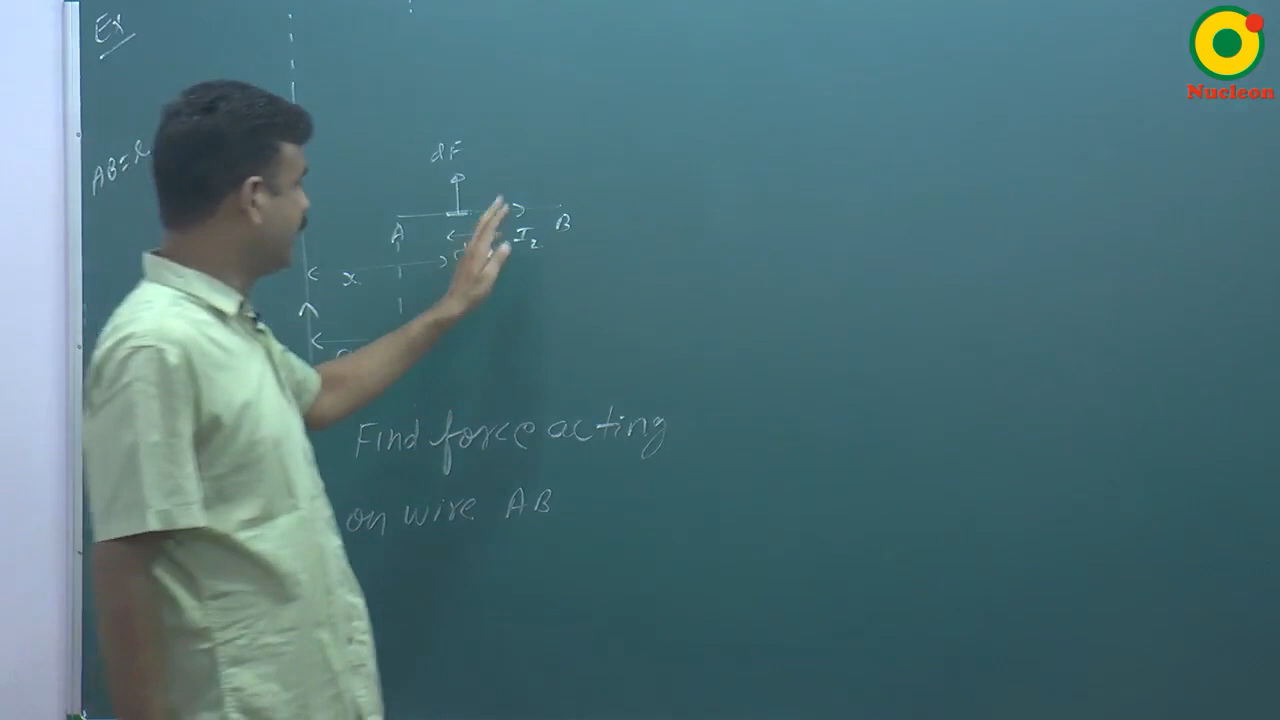 Ex
Nucleon
dF
AB=l
A
B
I2
x
Find force acting
on wire AB